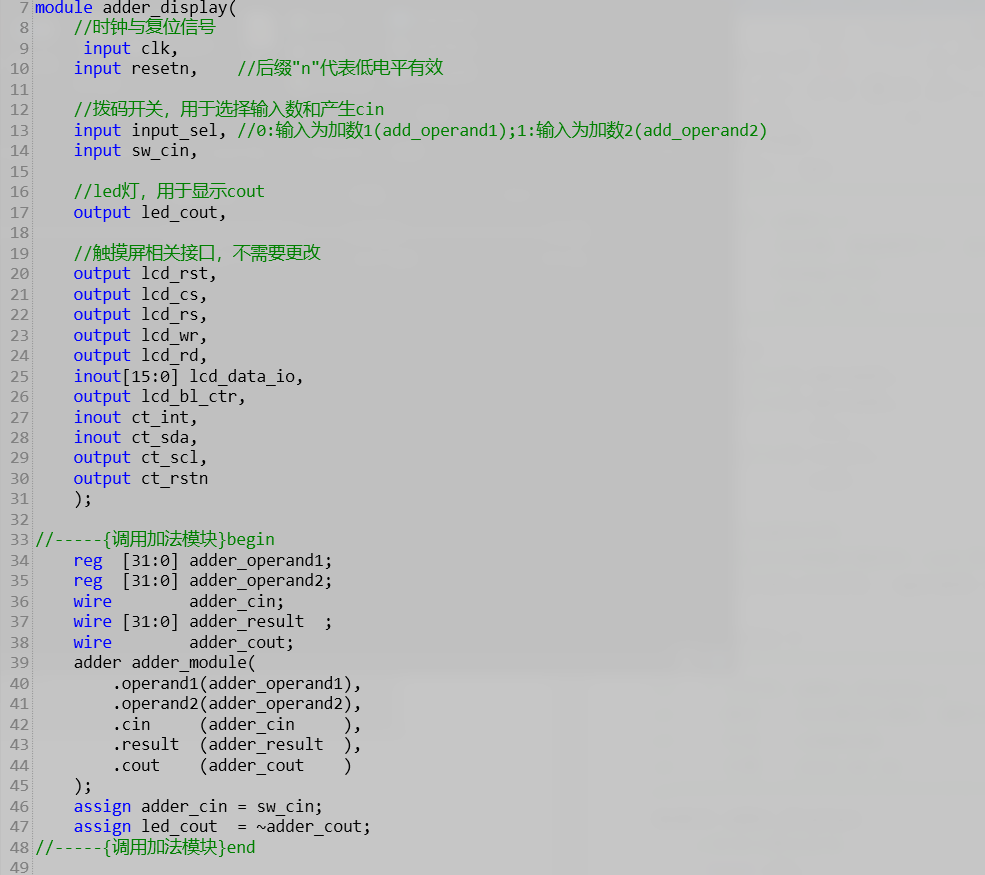 7 module adder_display(
8     //时钟与复位信号
9      input clk,
10     input resetn,    //后缀"n"代表低电平有效
11
12     //拨码开关，用于选择输入数和产生cin
13     input input_sel, //0:输入为加数1(add_operand1);1:输入为加数2(add_operand2)
14     input sw_cin,
15
16     //led灯，用于显示cout
17     output led_cout,
18
19     //触摸屏相关接口，不需要更改
20     output lcd_rst,
21     output lcd_cs,
22     output lcd_rs,
23     output lcd_wr,
24     output lcd_rd,
25     inout[15:0] lcd_data_io,
26     output lcd_bl_ctr,
27     inout ct_int,
28     inout ct_sda,
29     output ct_scl,
30     output ct_rstn
31     );
32
33 //-----{调用加法模块}begin
34     reg  [31:0] adder_operand1;
35     reg  [31:0] adder_operand2;
36     wire        adder_cin;
37     wire [31:0] adder_result  ;
38     wire        adder_cout;
39     adder adder_module(
40         .operand1(adder_operand1),
41         .operand2(adder_operand2),
42         .cin     (adder_cin     ),
43         .result  (adder_result  ),
44         .cout    (adder_cout    )
45     );
46     assign adder_cin = sw_cin;
47     assign led_cout  = ~adder_cout;
48 //-----{调用加法模块}end
49